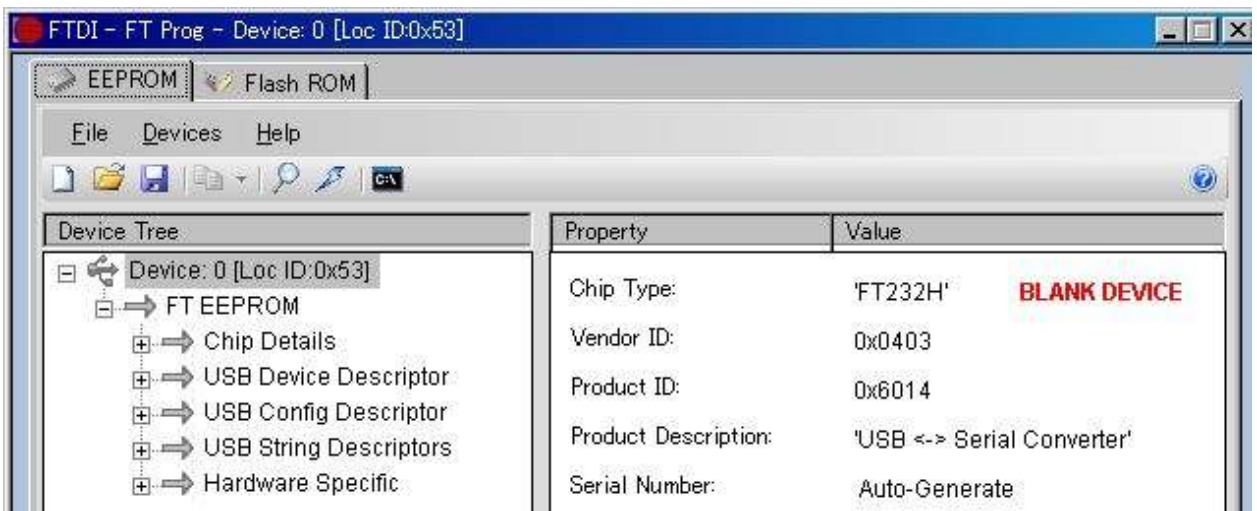 FTDI - FT Prog - Device: 0 [Loc ID:0x53]
EEPROM Flash ROM
File Devices Help
C:\
Device Tree
Property Value
Device: 0 [Loc ID:0x53]
FT EEPROM
Chip Details
USB Device Descriptor
USB Config Descriptor
USB String Descriptors
Hardware Specific
Chip Type: 'FT232H' BLANK DEVICE
Vendor ID: 0x0403
Product ID: 0x6014
Product Description: 'USB <-> Serial Converter'
Serial Number: Auto-Generate